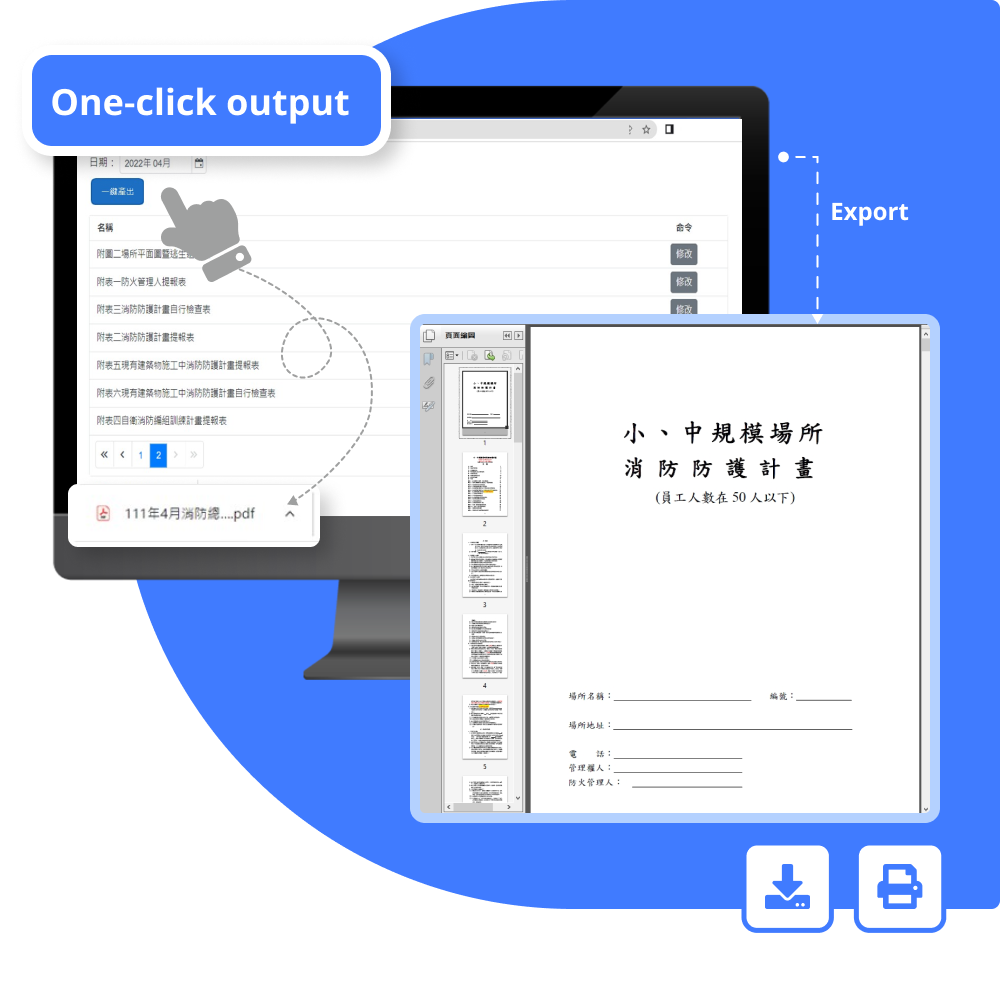 One-click output
日期： 2022年 04月
一鍵產出
名稱 命令
附圖二場所平面圖暨逃生 修改
附表一防火管理人提報表 修改
附表三消防防護計畫自行檢查表 修改
附表二消防防護計畫提報表
附表五現有建築物施工中消防防護計畫提報表
附表六現有建築物施工中消防防護計畫自行檢查表
附表四自衛消防編組訓練計畫提報表
« ‹ 1 2 › »
111年4月消防總....pdf
Export
頁面縮圖
1
2
3
4
5
小、中規模場所
消防防護計畫
(員工人數在 50 人以下)
場所名稱： 編號：
場所地址：
電 話：
管理權人：
防火管理人：